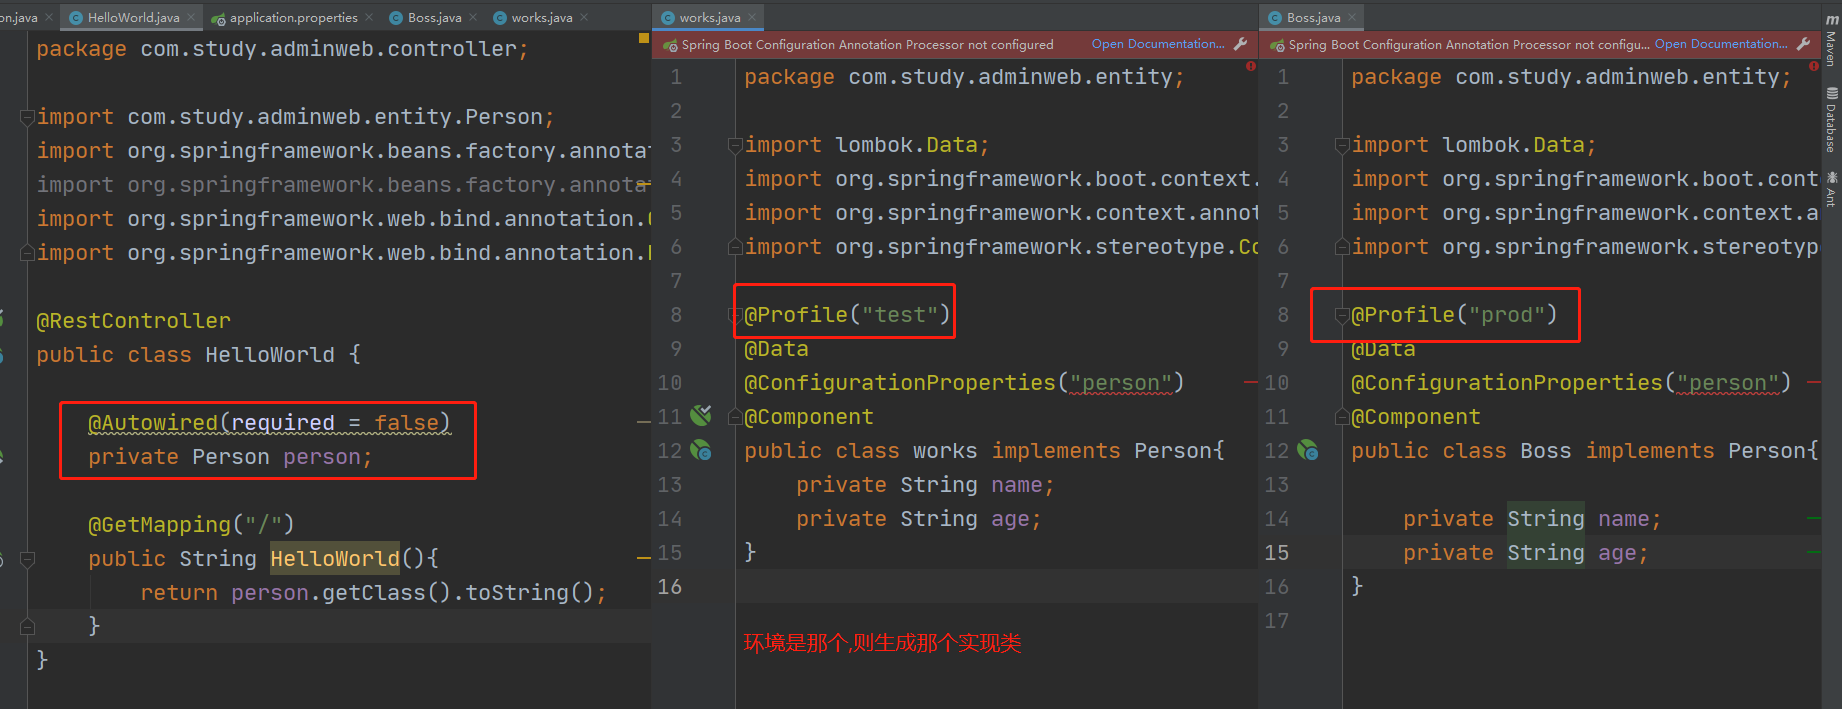 on.java
HelloWorld.java
application.properties
Boss.java
works.java
package com.study.adminweb.controller;
import com.study.adminweb.entity.Person;
import org.springframework.beans.factory.annotat
import org.springframework.beans.factory.annota
import org.springframework.web.bind.annotation.
import org.springframework.web.bind.annotation.
@RestController
public class HelloWorld {
@Autowired(required = false)
private Person person;
@GetMapping("/")
public String HelloWorld(){
return person.getClass().toString();
}
}
works.java
Spring Boot Configuration Annotation Processor not configured
Open Documentation...
1 package com.study.adminweb.entity;
2
3 import lombok.Data;
4 import org.springframework.boot.context.
5 import org.springframework.context.annot
6 import org.springframework.stereotype.Co
7
8 @Profile("test")
9 @Data
10 @ConfigurationProperties("person")
11 @Component
12 public class works implements Person{
13 private String name;
14 private String age;
15 }
16
环境是那个,则生成那个实现类
Boss.java
Spring Boot Configuration Annotation Processor not configu...
Open Documentation...
1 package com.study.adminweb.entity;
2
3 import lombok.Data;
4 import org.springframework.boot.cont
5 import org.springframework.context.a
6 import org.springframework.stereotype
7
8 @Profile("prod")
9 @Data
10 @ConfigurationProperties("person")
11 @Component
12 public class Boss implements Person{
13
14 private String name;
15 private String age;
16 }
17
m
Maven
Database
Ant